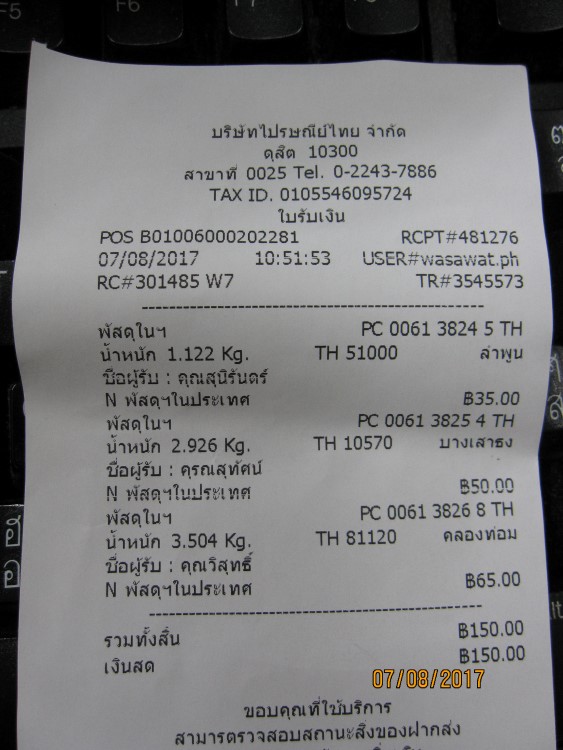 F5
F6
F7
F8
บริษัทไปรษณีย์ไทย จำกัด
ดุสิต 10300
สาขาที่ 0025 Tel. 0-2243-7886
TAX ID. 0105546095724
ใบรับเงิน
POS B01006000202281 RCPT#481276
07/08/2017 10:51:53 USER#wasawat.ph
RC#301485 W7 TR#3545573
พัสดุในฯ PC 0061 3824 5 TH
น้ำหนัก 1.122 Kg. TH 51000 ลำพูน
ชื่อผู้รับ : คุณสุนิรันดร์
N พัสดุฯในประเทศ ฿35.00
พัสดุในฯ PC 0061 3825 4 TH
น้ำหนัก 2.926 Kg. TH 10570 บางเสาธง
ชื่อผู้รับ : คุรณสุทัศน์
N พัสดุฯในประเทศ ฿50.00
พัสดุในฯ PC 0061 3826 8 TH
น้ำหนัก 3.504 Kg. TH 81120 คลองท่อม
ชื่อผู้รับ : คุณวิสุทธิ์
N พัสดุฯในประเทศ ฿65.00
รวมทั้งสิ้น ฿150.00
เงินสด ฿150.00
07/08/2017
ขอบคุณที่ใช้บริการ
สามารตรวจสอบสถานะสิ่งของฝากส่ง